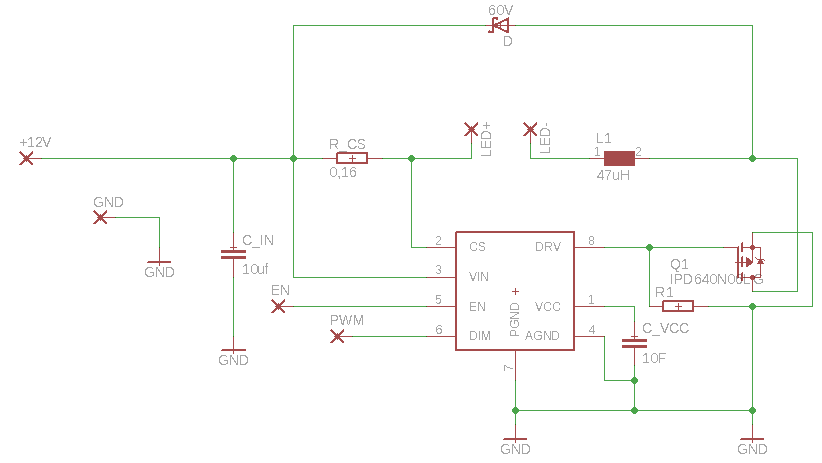 60V
D
+12V
R_CS
0,16
LED+
LED-
L1
1
2
47uH
GND
GND
C_IN
10uf
GND
EN
PWM
2
CS
3
VIN
5
EN
6
DIM
PGND
7
DRV
8
VCC
1
AGND
4
Q1
IPD640N06LG
R1
C_VCC
10F
GND
GND